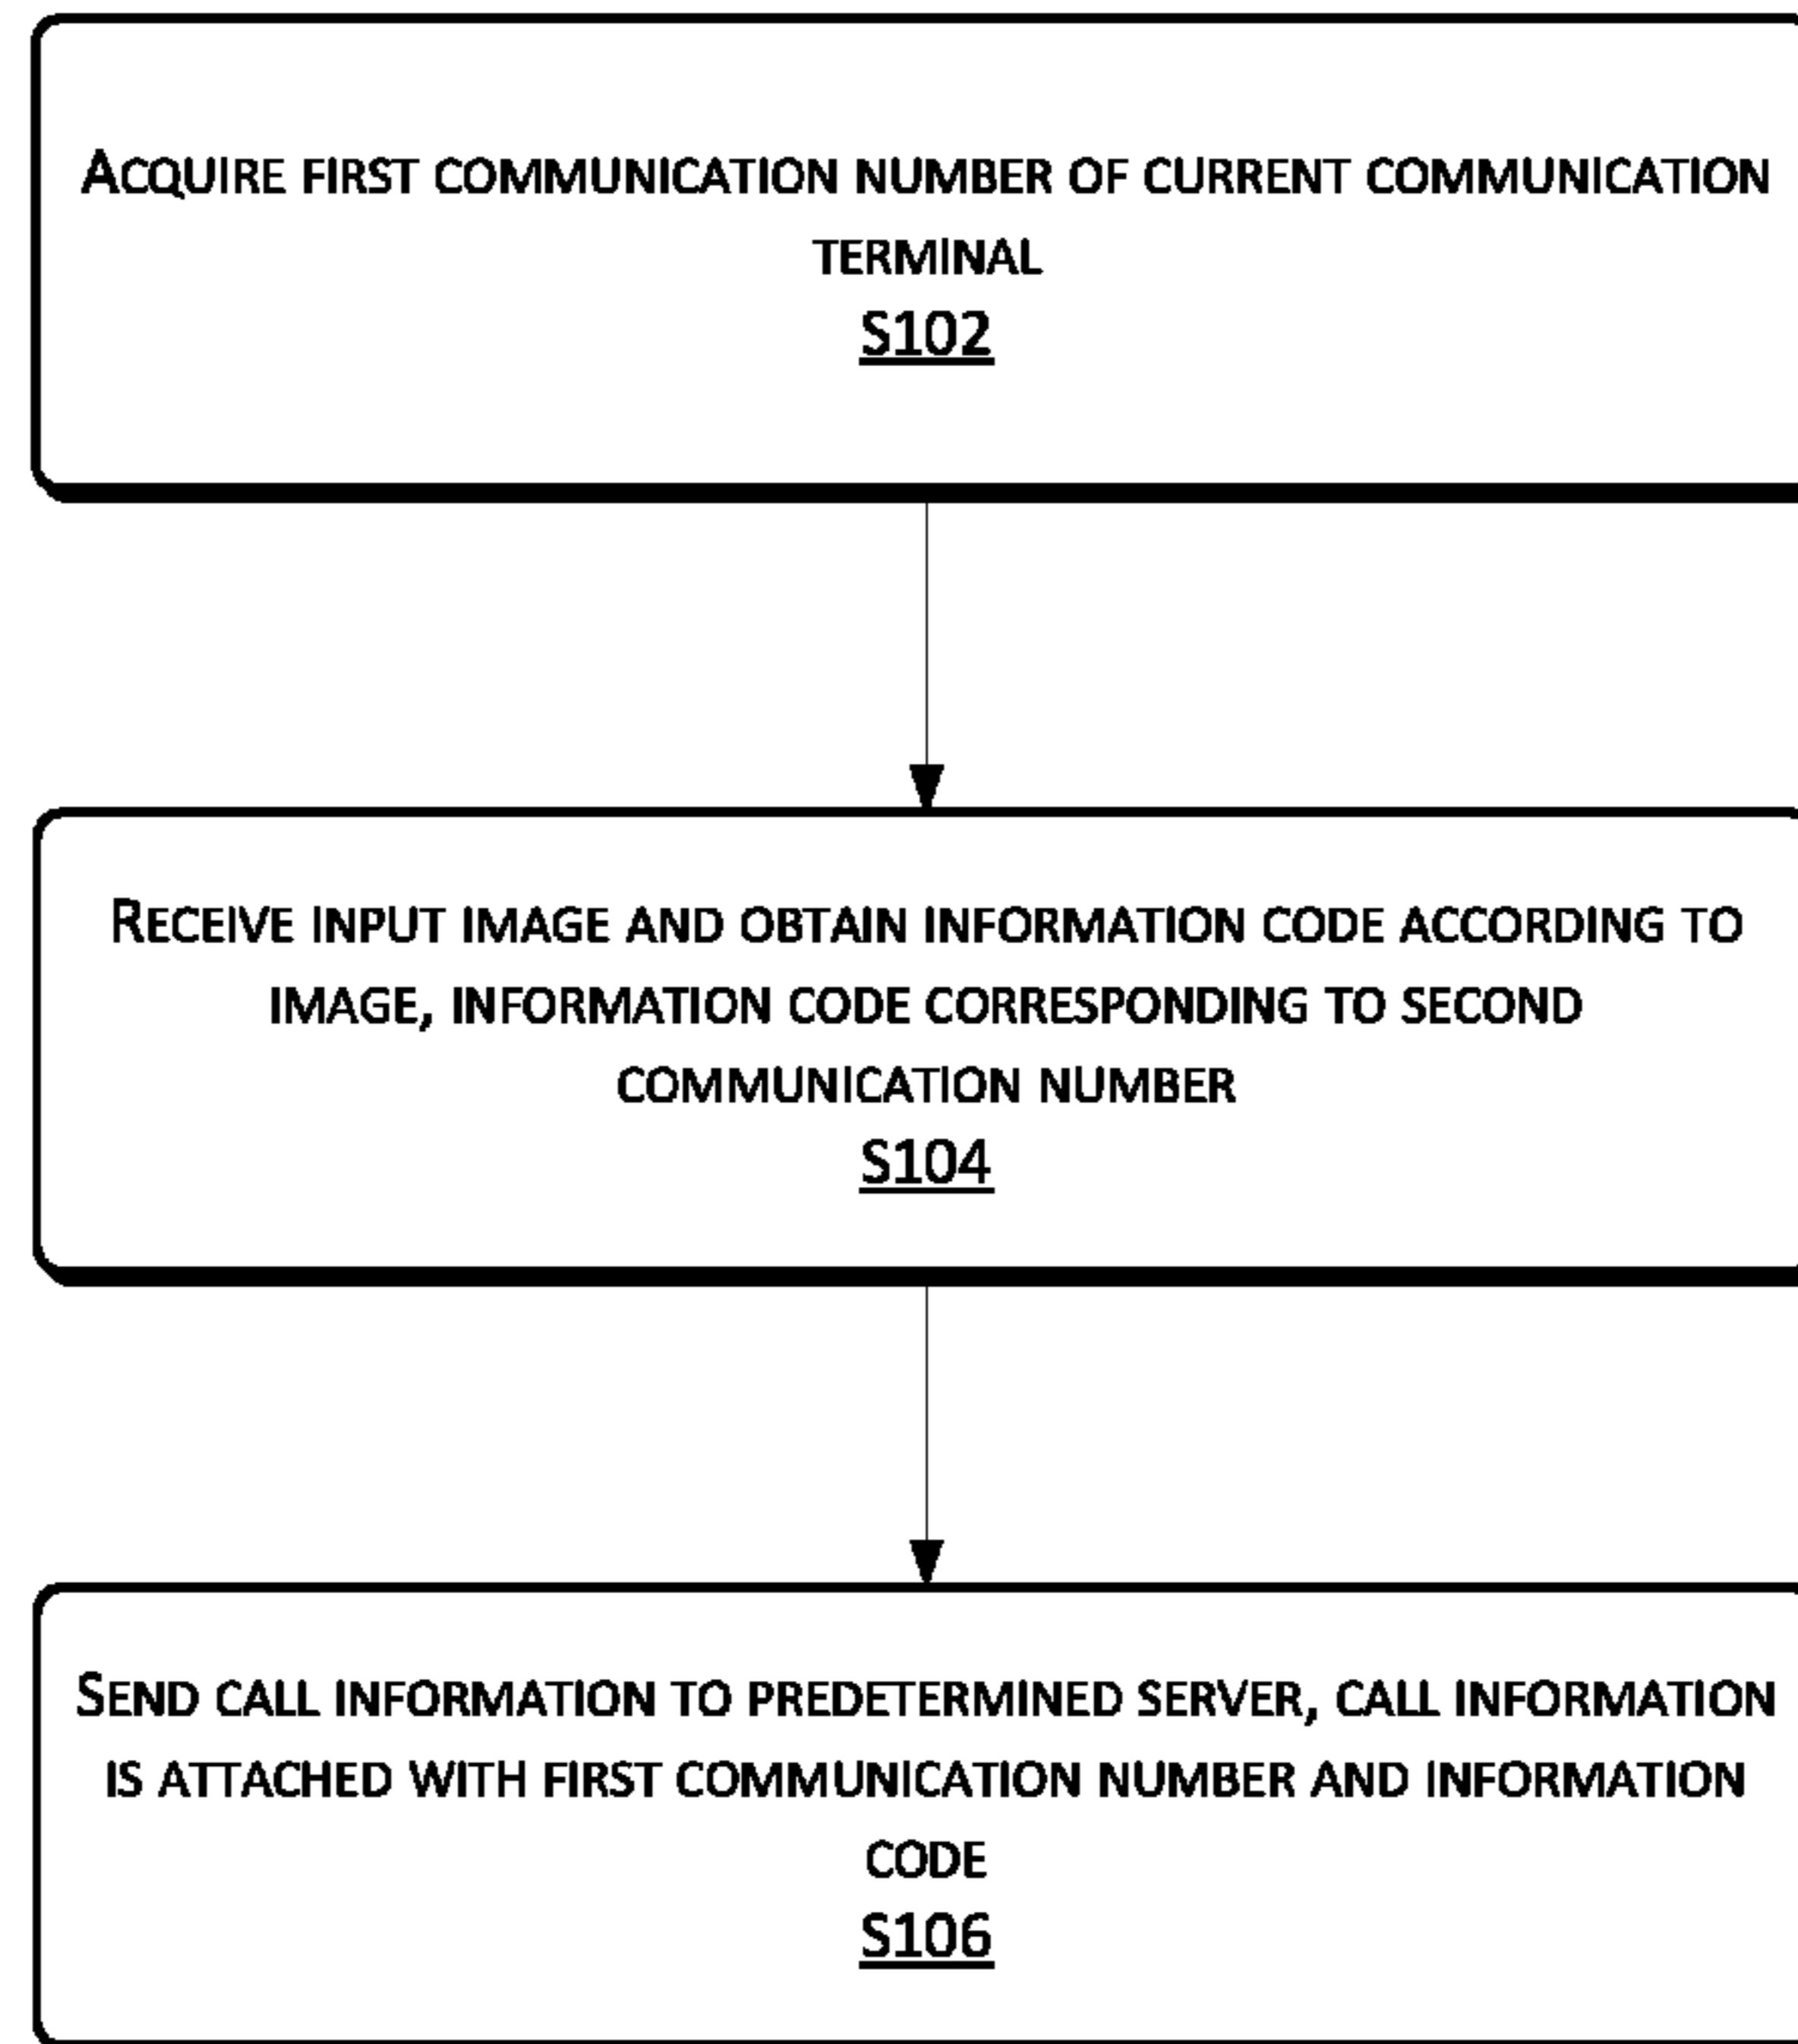 ACQUIRE FIRST COMMUNICATION NUMBER OF CURRENT COMMUNICATION
TERMINAL
S102
RECEIVE INPUT IMAGE AND OBTAIN INFORMATION CODE ACCORDING TO
IMAGE, INFORMATION CODE CORRESPONDING TO SECOND
COMMUNICATION NUMBER
S104
SEND CALL INFORMATION TO PREDETERMINED SERVER, CALL INFORMATION
IS ATTACHED WITH FIRST COMMUNICATION NUMBER AND INFORMATION
CODE
S106